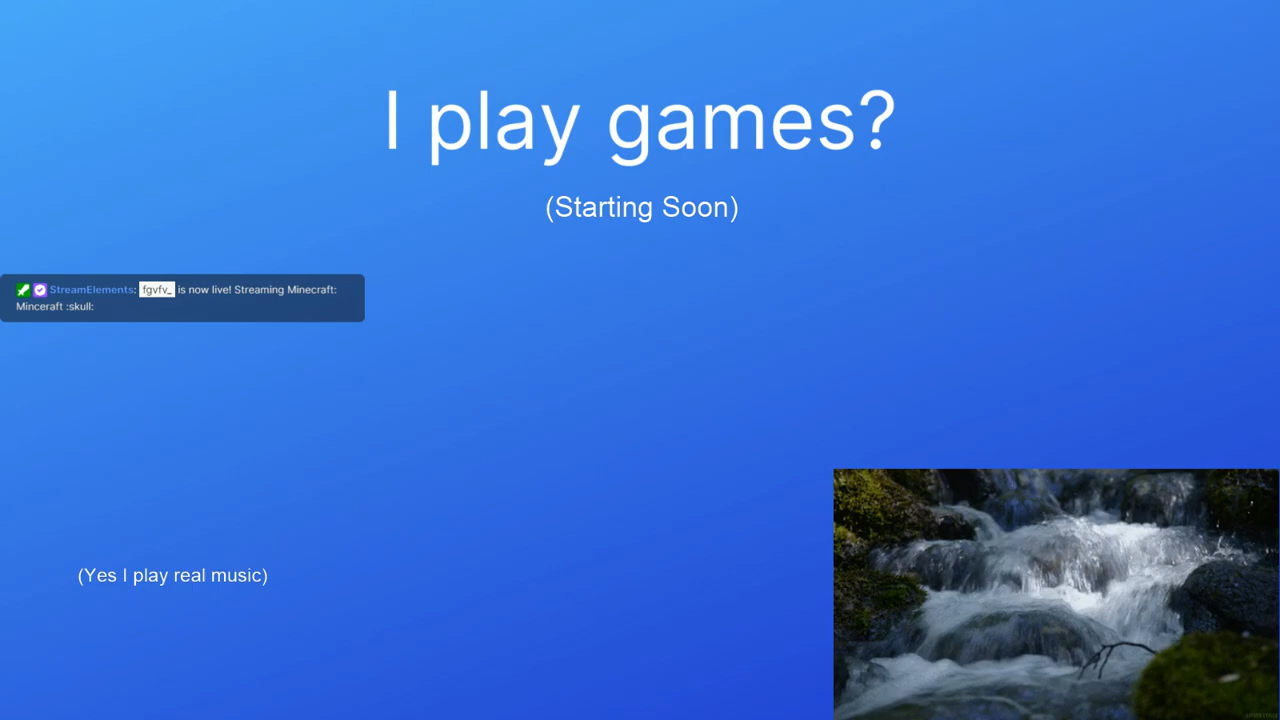 I play games?
(Starting Soon)
StreamElements: fgvfv_ is now live! Streaming Minecraft:
Minceraft :skull:
(Yes I play real music)